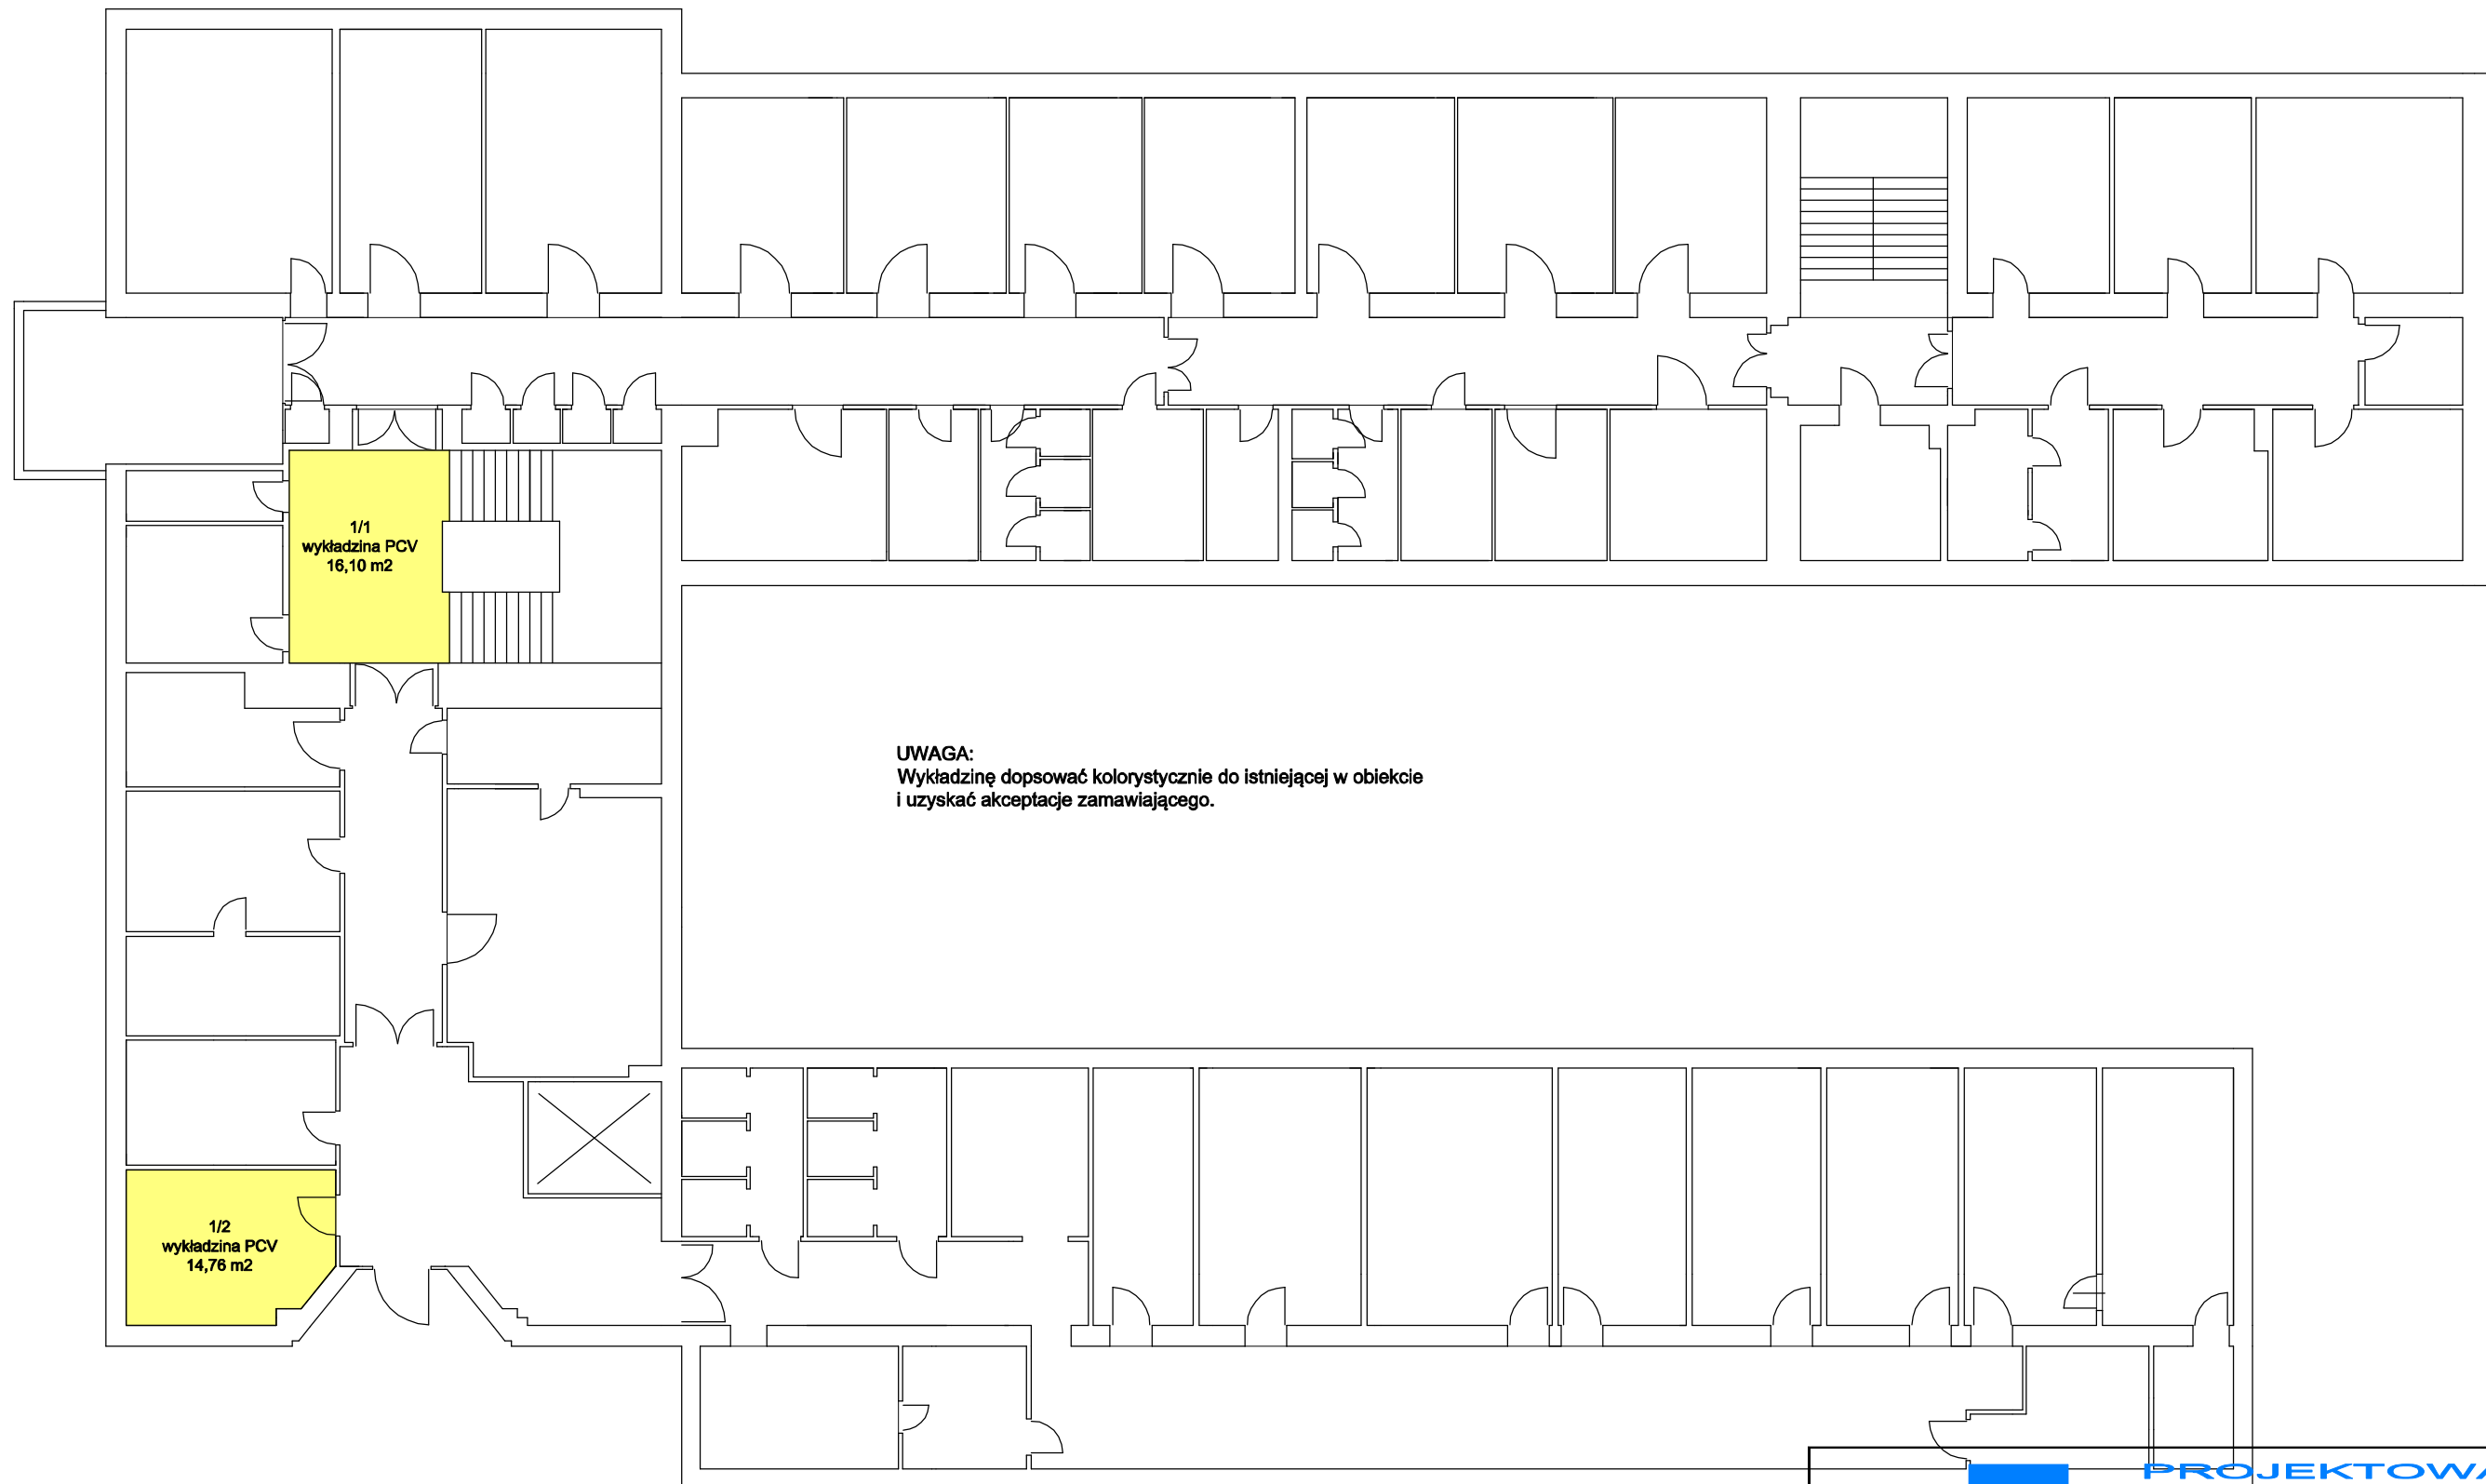 1/1
wykładzina PCV
16,10 m2
UWAGA:
Wykładzinę dopsować kolorystycznie do istniejącej w obiekcie
i uzyskać akceptacje zamawiającego.
1/2
wykładzina PCV
14,76 m2